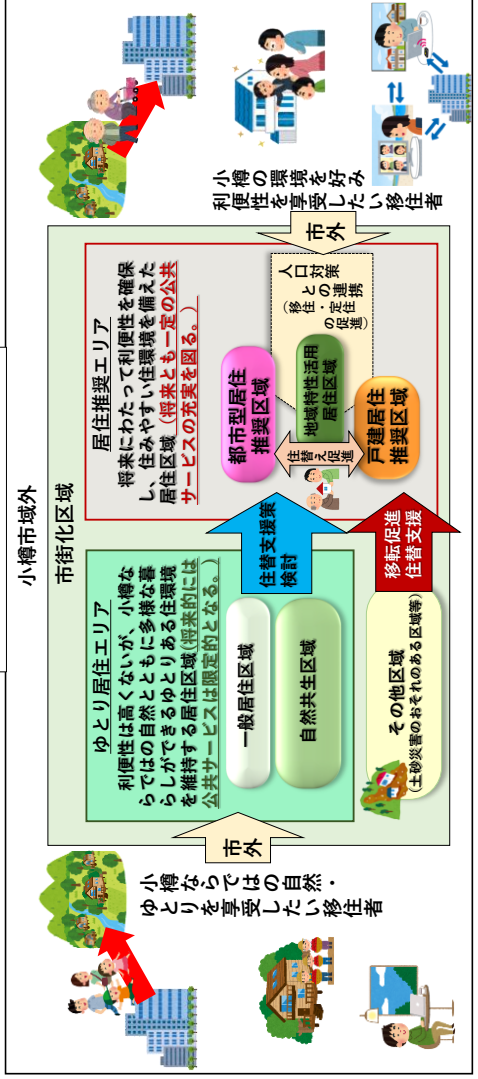 小樽市域外
市街化区域
ゆとり居住エリア
利便性は高くないが、小樽な
らではの自然とともに多様な暮
らしができるゆとりある住環境
を維持する居住区域(将来的には
公共サービスは限定的となる。)
一般居住区域
自然共生区域
その他区域
(土砂災害のおそれのある区域等)
住替支援策
検討
移転促進
住替支援
居住推奨エリア
将来にわたって利便性を確保
し、住みやすい住環境を備えた
居住区域(将来とも一定の公共
サービスの充実を図る。)
都市型居住
推奨区域
地域特性活用
居住区域
戸建居住
推奨区域
住替え促進
人口対策
との連携
(移住・定住
の促進)
市外
小樽ならではの自然・
ゆとりを享受したい移住者
市外
小樽の環境を好み
利便性を享受したい移住者